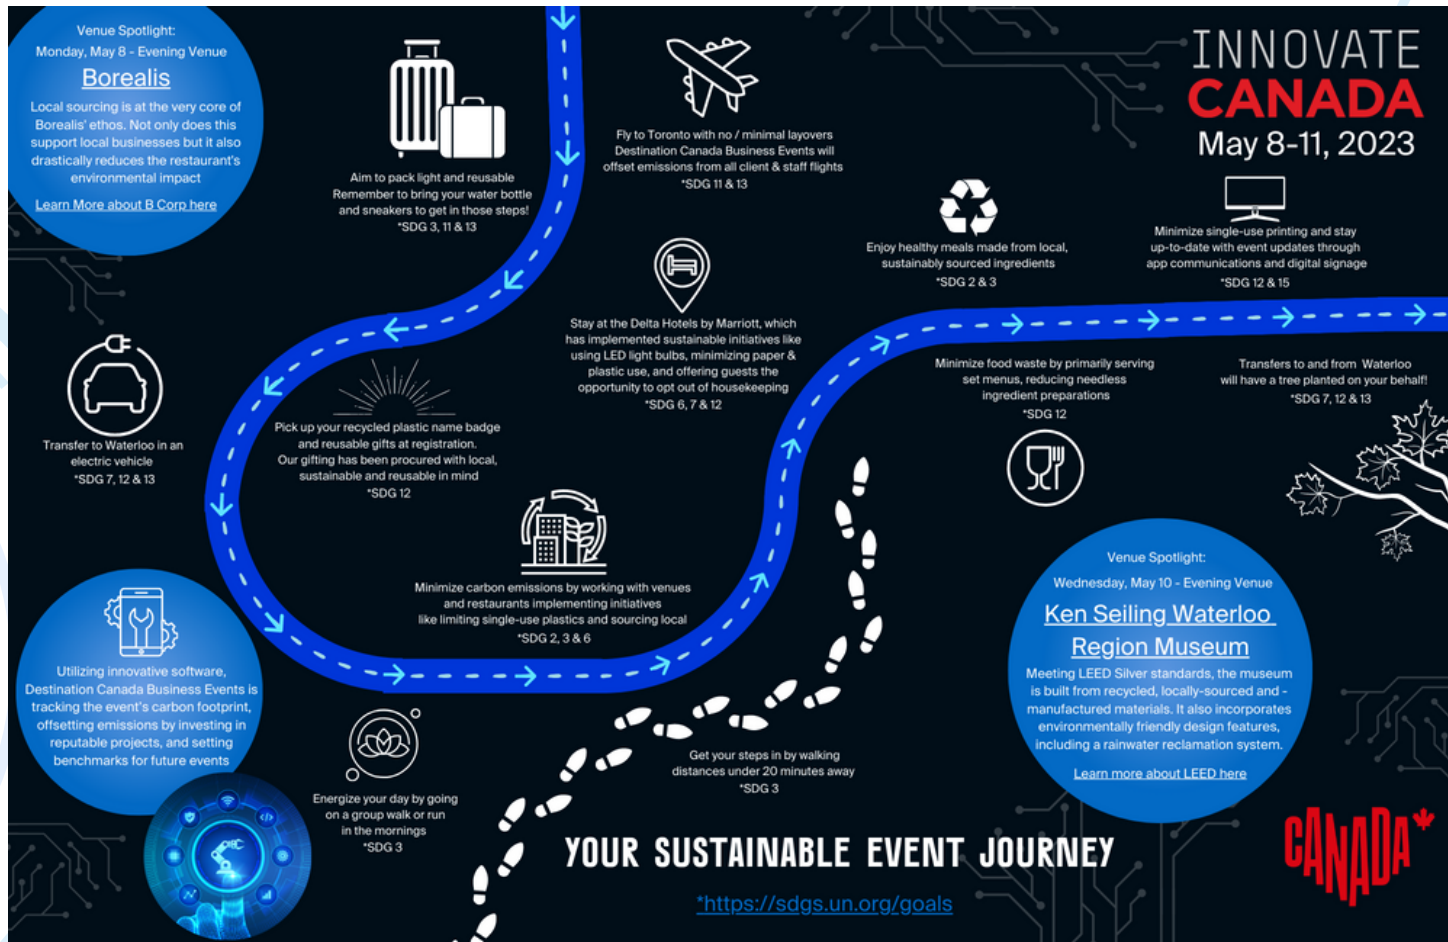 Venue Spotlight:
Monday, May 8 - Evening Venue
Borealis
Local sourcing is at the very core of
Borealis' ethos. Not only does this
support local businesses but it also
drastically reduces the restaurant's
environmental impact
Learn More about B Corp here
Aim to pack light and reusable
Remember to bring your water bottle
and sneakers to get in those steps!
*SDG 3, 11 & 13
Fly to Toronto with no / minimal layovers
Destination Canada Business Events will
offset emissions from all client & staff flights
*SDG 11 & 13
INNOVATE
CANADA
May 8-11, 2023
Enjoy healthy meals made from local,
sustainably sourced ingredients
*SDG 2 & 3
Minimize single-use printing and stay
up-to-date with event updates through
app communications and digital signage
*SDG 12 & 15
Stay at the Delta Hotels by Marriott, which
has implemented sustainable initiatives like
using LED light bulbs, minimizing paper &
plastic use, and offering guests the
opportunity to opt out of housekeeping
*SDG 6, 7 & 12
Transfer to Waterloo in an
electric vehicle
*SDG 7, 12 & 13
Pick up your recycled plastic name badge
and reusable gifts at registration.
Our gifting has been procured with local,
sustainable and reusable in mind
*SDG 12
Minimize food waste by primarily serving
set menus, reducing needless
ingredient preparations
*SDG 12
Transfers to and from Waterloo
will have a tree planted on your behalf!
*SDG 7, 12 & 13
Minimize carbon emissions by working with venues
and restaurants implementing initiatives
like limiting single-use plastics and sourcing local
*SDG 2, 3 & 6
Venue Spotlight:
Wednesday, May 10 - Evening Venue
Ken Seiling Waterloo
Region Museum
Meeting LEED Silver standards, the museum
is built from recycled, locally-sourced and -
manufactured materials. It also incorporates
environmentally friendly design features,
including a rainwater reclamation system.
Learn more about LEED here
Utilizing innovative software,
Destination Canada Business Events is
tracking the event's carbon footprint,
offsetting emissions by investing in
reputable projects, and setting
benchmarks for future events
Energize your day by going
on a group walk or run
in the mornings
*SDG 3
Get your steps in by walking
distances under 20 minutes away
*SDG 3
YOUR SUSTAINABLE EVENT JOURNEY
*https://sdgs.un.org/goals
CANADA